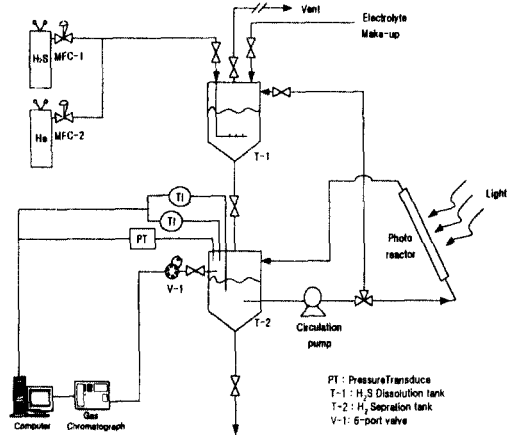 Vent
Electrolyte
Make-up
H₂S
MFC-1
He
MFC-2
T-1
TI
TI
PT
Light
Photo
reactor
V-1
T-2
Circulation
pump
Computer
Gas
Chromatograph
PT : PressureTransduce
T-1 : H₂S Dissolution tank
T-2 : H₂ Sepration tank
V-1: 6-port valve